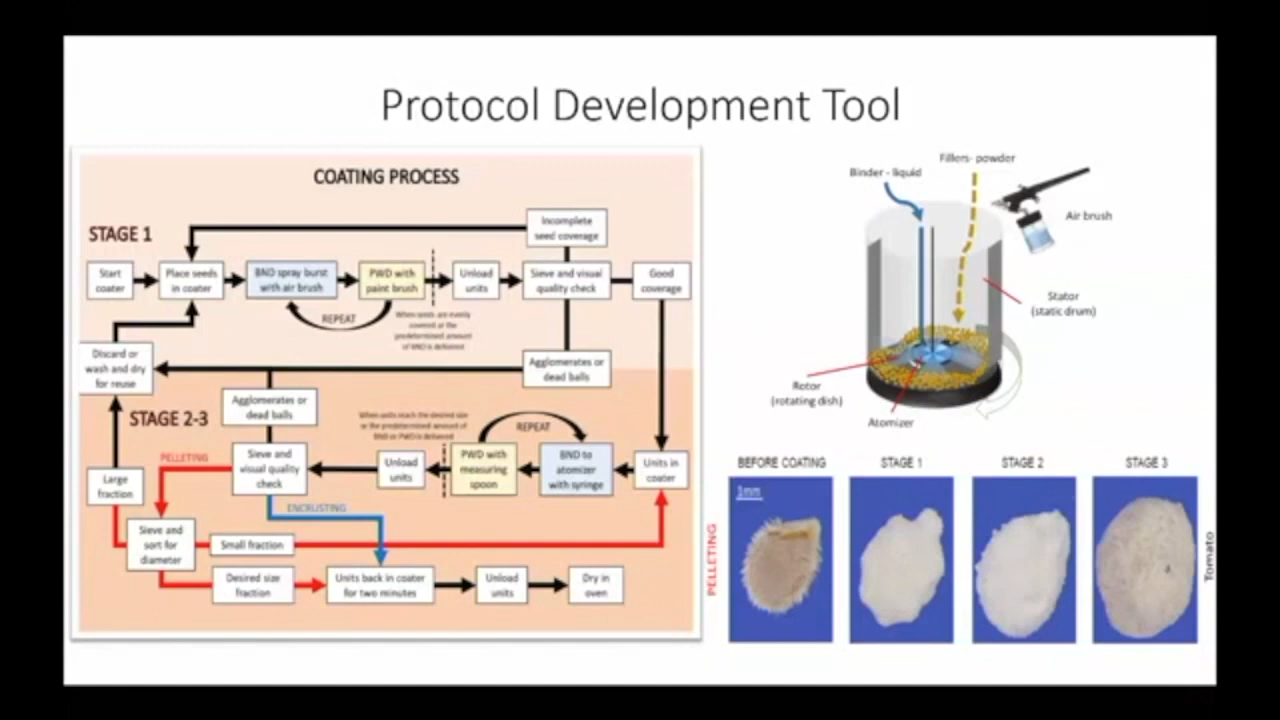 Protocol Development Tool
COATING PROCESS
STAGE 1
Incomplete
seed coverage
Start
coater
Place seeds
in coater
BND spray burst
with air brush
PWD with
paint brush
Unload
units
Sieve and visual
quality check
Good
coverage
REPEAT
When seeds are evenly
covered or the
predetermined amount
of BND is delivered
Discard or
wash and dry
for reuse
Agglomerates or
dead balls
Agglomerates or
dead balls
STAGE 2-3
When units reach the desired size
or the predetermined amount of
BND or PWD is delivered
REPEAT
PELLETING
Sieve and
visual quality
check
Unload
units
PWD with
measuring
spoon
BND to
atomizer
with syringe
Units in
coater
Large
fraction
ENCRUSTING
Sieve and
sort for
diameter
Small fraction
Desired size
fraction
Units back in coater
for two minutes
Unload
units
Dry in
oven
Fillers- powder
Binder - liquid
Air brush
Stator
(static drum)
Rotor
(rotating dish)
Atomizer
BEFORE COATING
STAGE 1
STAGE 2
STAGE 3
1mm
PELLETING
Tomato